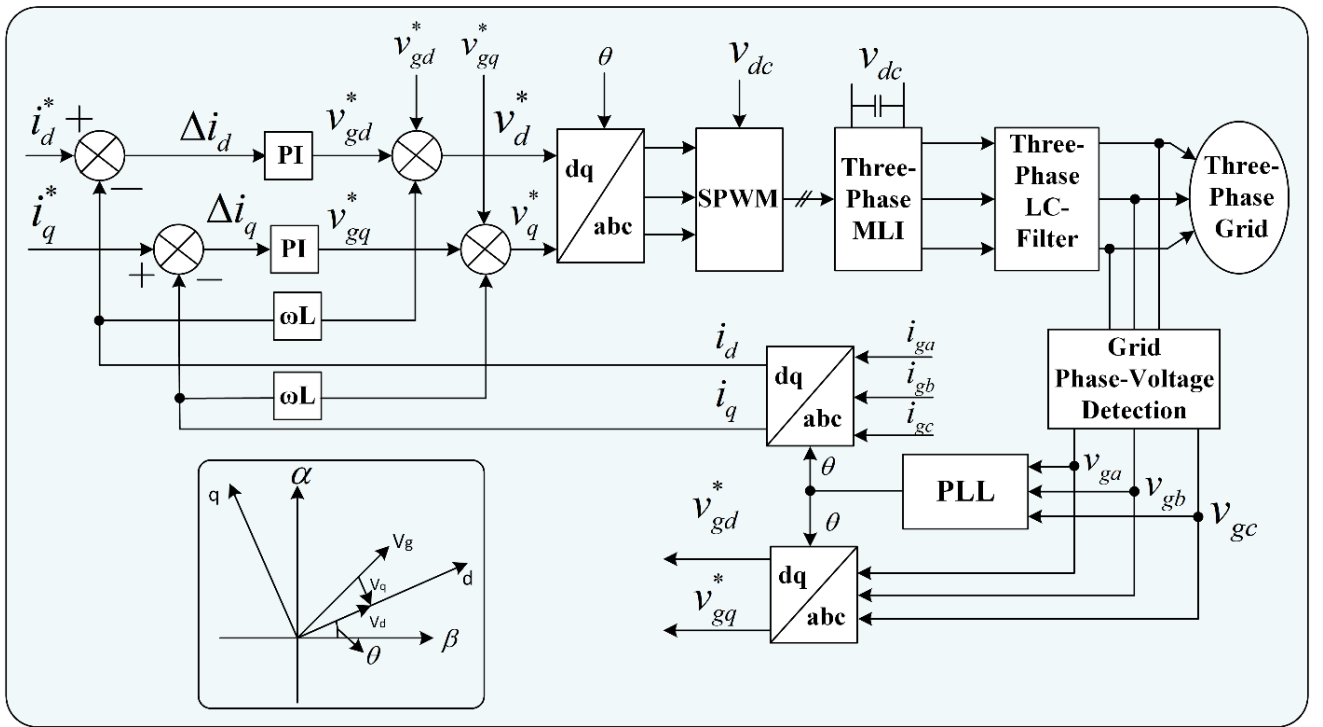 v*gd
v*gq
θ
vdc
vdc
i*d
+
Δid
PI
v*gd
v*d
−
i*q
Δiq
PI
v*gq
v*q
+
−
dq
abc
SPWM
Three-
Phase
MLI
Three-
Phase
LC-
Filter
Three-
Phase
Grid
ωL
ωL
id
iq
dq
abc
iga
igb
igc
Grid
Phase-Voltage
Detection
θ
PLL
vga
vgb
vgc
θ
v*gd
v*gq
dq
abc
α
q
Vg
Vq
d
Vd
θ
β